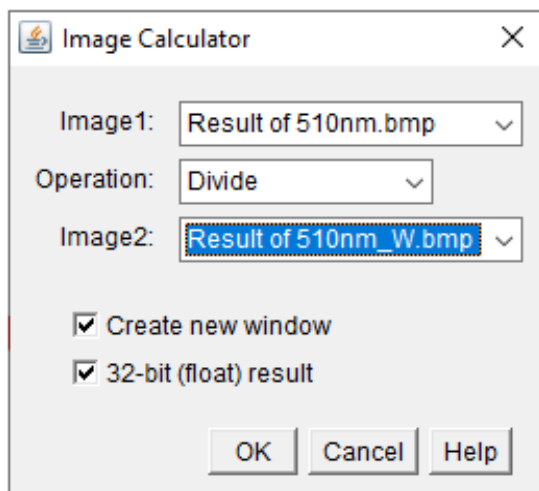 Image Calculator
Image1: Result of 510nm.bmp
Operation: Divide
Image2: Result of 510nm_W.bmp
Create new window
32-bit (float) result
OK Cancel Help